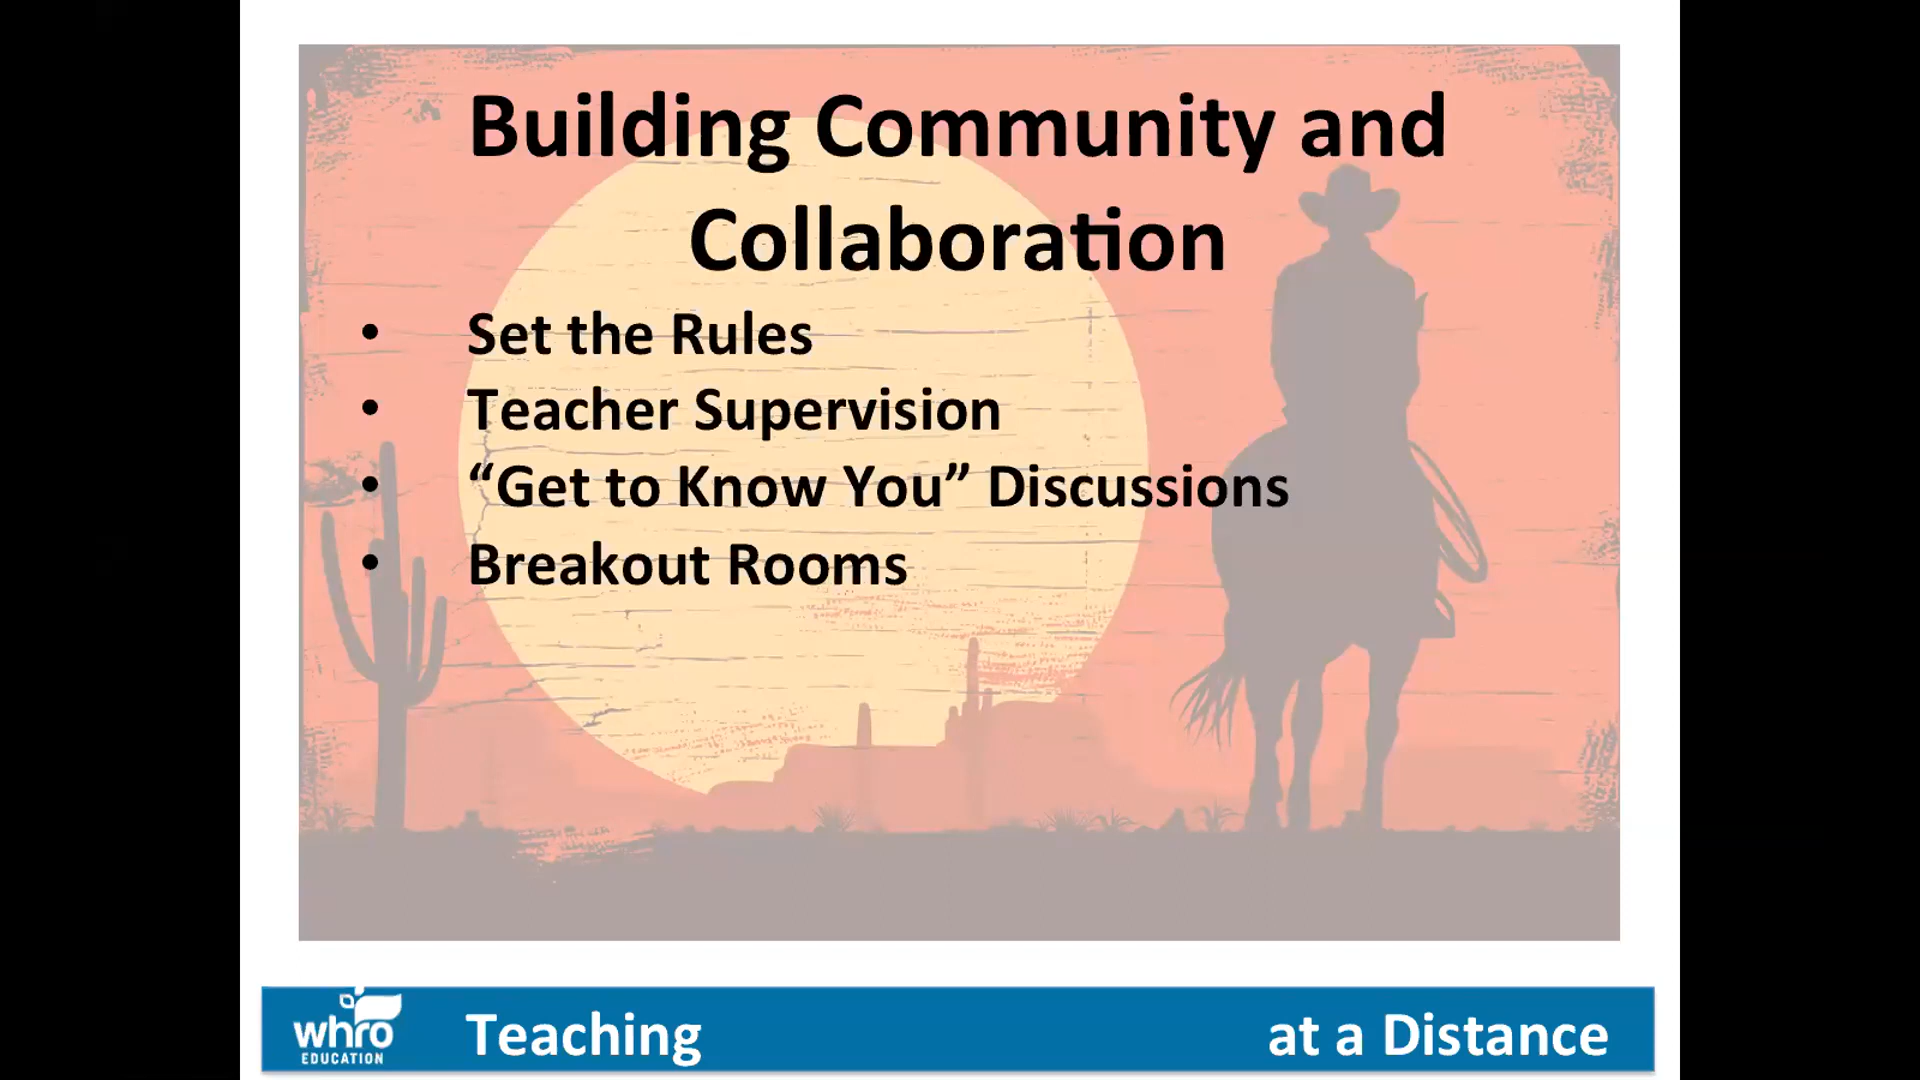 Building Community and
Collaboration
• Set the Rules
• Teacher Supervision
• “Get to Know You” Discussions
• Breakout Rooms
whro
EDUCATION
Teaching at a Distance